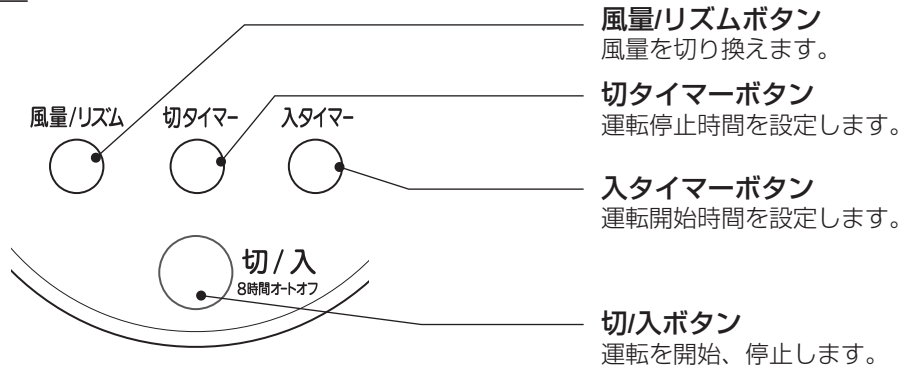 風量/リズムボタン
風量を切り換えます。
切タイマーボタン
運転停止時間を設定します。
入タイマーボタン
運転開始時間を設定します。
切/入ボタン
運転を開始、停止します。
風量/リズム
切タイマー
入タイマー
切/入
8時間オートオフ